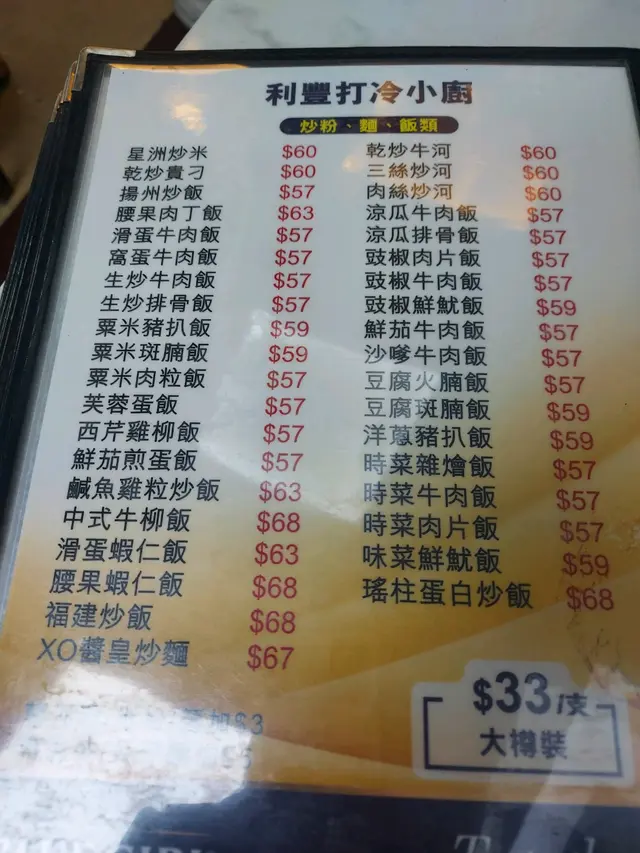 利豐打冷小廚
炒粉、麵、飯類
星洲炒米 $60
乾炒貴刁 $60
揚州炒飯 $57
腰果肉丁飯 $63
滑蛋牛肉飯 $57
窩蛋牛肉飯 $57
生炒牛肉飯 $57
生炒排骨飯 $57
粟米豬扒飯 $59
粟米斑腩飯 $59
粟米肉粒飯 $57
芙蓉蛋飯 $57
西芹雞柳飯 $57
鮮茄煎蛋飯 $57
鹹魚雞粒炒飯 $63
中式牛柳飯 $68
滑蛋蝦仁飯 $63
腰果蝦仁飯 $68
福建炒飯 $68
XO醬皇炒麵 $67
乾炒牛河 $60
三絲炒河 $60
肉絲炒河 $60
涼瓜牛肉飯 $57
涼瓜排骨飯 $57
豉椒肉片飯 $57
豉椒牛肉飯 $57
豉椒鮮魷飯 $59
鮮茄牛肉飯 $57
沙嗲牛肉飯 $57
豆腐火腩飯 $57
豆腐斑腩飯 $59
洋蔥豬扒飯 $59
時菜雜燴飯 $57
時菜牛肉飯 $57
時菜肉片飯 $57
味菜鮮魷飯 $59
瑤柱蛋白炒飯 $68
加$3
$33/支
大樽裝